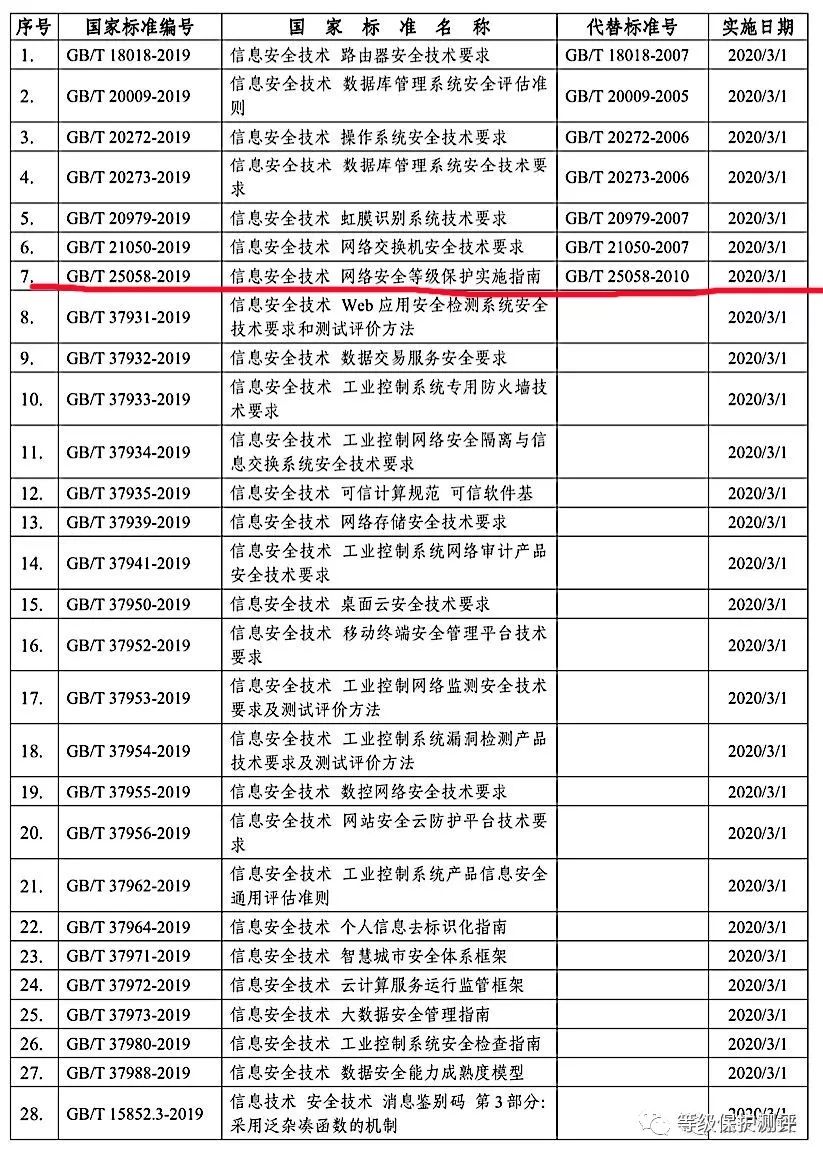 序号 国家标准编号 国家标准名称 代替标准号 实施日期
1. GB/T 18018-2019 信息安全技术 路由器安全技术要求 GB/T 18018-2007 2020/3/1
2. GB/T 20009-2019 信息安全技术 数据库管理系统安全评估准
则 GB/T 20009-2005 2020/3/1
3. GB/T 20272-2019 信息安全技术 操作系统安全技术要求 GB/T 20272-2006 2020/3/1
4. GB/T 20273-2019 信息安全技术 数据库管理系统安全技术要
求 GB/T 20273-2006 2020/3/1
5. GB/T 20979-2019 信息安全技术 虹膜识别系统技术要求 GB/T 20979-2007 2020/3/1
6. GB/T 21050-2019 信息安全技术 网络交换机安全技术要求 GB/T 21050-2007 2020/3/1
7. GB/T 25058-2019 信息安全技术 网络安全等级保护实施指南 GB/T 25058-2010 2020/3/1
8. GB/T 37931-2019 信息安全技术 Web 应用安全检测系统安全
技术要求和测试评价方法 2020/3/1
9. GB/T 37932-2019 信息安全技术 数据交易服务安全要求 2020/3/1
10. GB/T 37933-2019 信息安全技术 工业控制系统专用防火墙技
术要求 2020/3/1
11. GB/T 37934-2019 信息安全技术 工业控制网络安全隔离与信
息交换系统安全技术要求 2020/3/1
12. GB/T 37935-2019 信息安全技术 可信计算规范 可信软件基 2020/3/1
13. GB/T 37939-2019 信息安全技术 网络存储安全技术要求 2020/3/1
14. GB/T 37941-2019 信息安全技术 工业控制系统网络审计产品
安全技术要求 2020/3/1
15. GB/T 37950-2019 信息安全技术 桌面云安全技术要求 2020/3/1
16. GB/T 37952-2019 信息安全技术 移动终端安全管理平台技术
要求 2020/3/1
17. GB/T 37953-2019 信息安全技术 工业控制网络监测安全技术
要求及测试评价方法 2020/3/1
18. GB/T 37954-2019 信息安全技术 工业控制系统漏洞检测产品
技术要求及测试评价方法 2020/3/1
19. GB/T 37955-2019 信息安全技术 数控网络安全技术要求 2020/3/1
20. GB/T 37956-2019 信息安全技术 网站安全云防护平台技术要
求 2020/3/1
21. GB/T 37962-2019 信息安全技术 工业控制系统产品信息安全
通用评估准则 2020/3/1
22. GB/T 37964-2019 信息安全技术 个人信息去标识化指南 2020/3/1
23. GB/T 37971-2019 信息安全技术 智慧城市安全体系框架 2020/3/1
24. GB/T 37972-2019 信息安全技术 云计算服务运行监管框架 2020/3/1
25. GB/T 37973-2019 信息安全技术 大数据安全管理指南 2020/3/1
26. GB/T 37980-2019 信息安全技术 工业控制系统安全检查指南 2020/3/1
27. GB/T 37988-2019 信息安全技术 数据安全能力成熟度模型 2020/3/1
28. GB/T 15852.3-2019 信息技术 安全技术 消息鉴别码 第3部分:
采用泛杂凑函数的机制 2020/3/1
等级保护测评